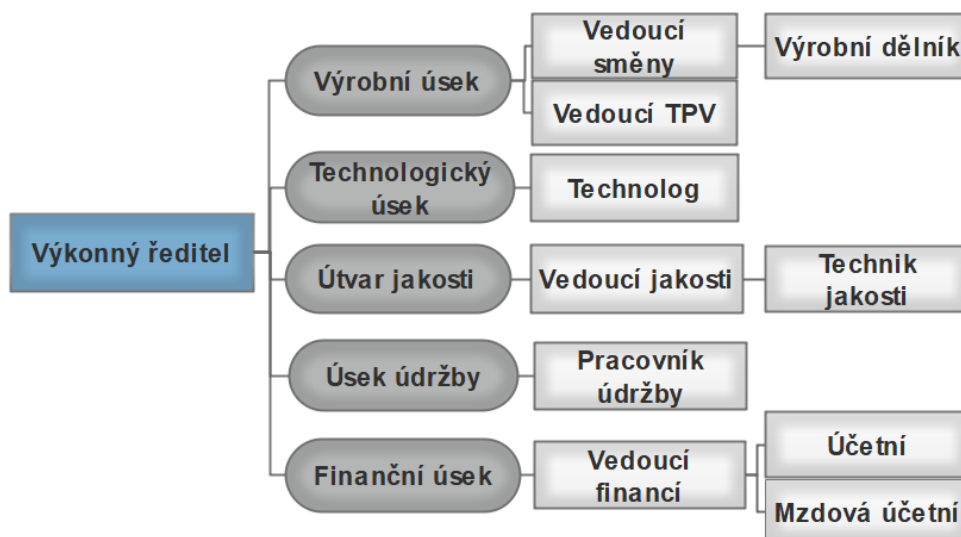 Výkonný ředitel
Výrobní úsek
Vedoucí
směny
Výrobní dělník
Vedoucí TPV
Technologický
úsek
Technolog
Útvar jakosti
Vedoucí jakosti
Technik
jakosti
Úsek údržby
Pracovník
údržby
Finanční úsek
Vedoucí
financí
Účetní
Mzdová účetní